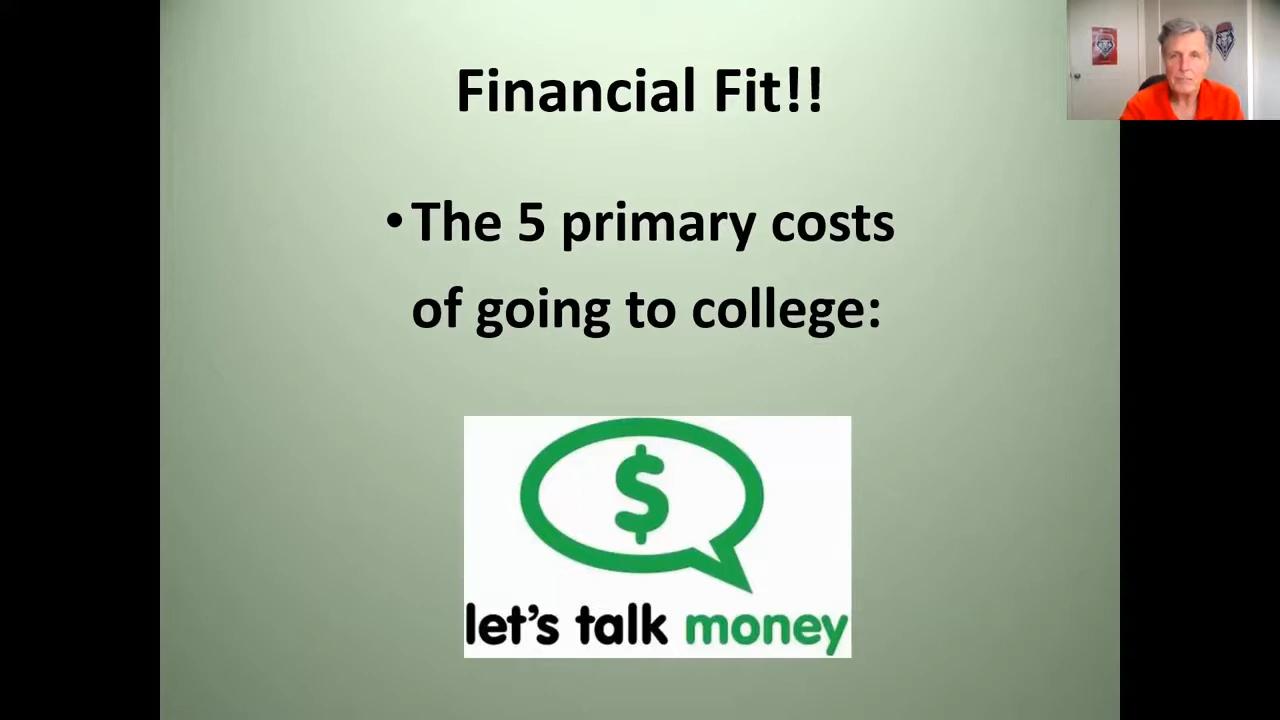 Financial Fit!!
•The 5 primary costs
of going to college:
$
let's talk money